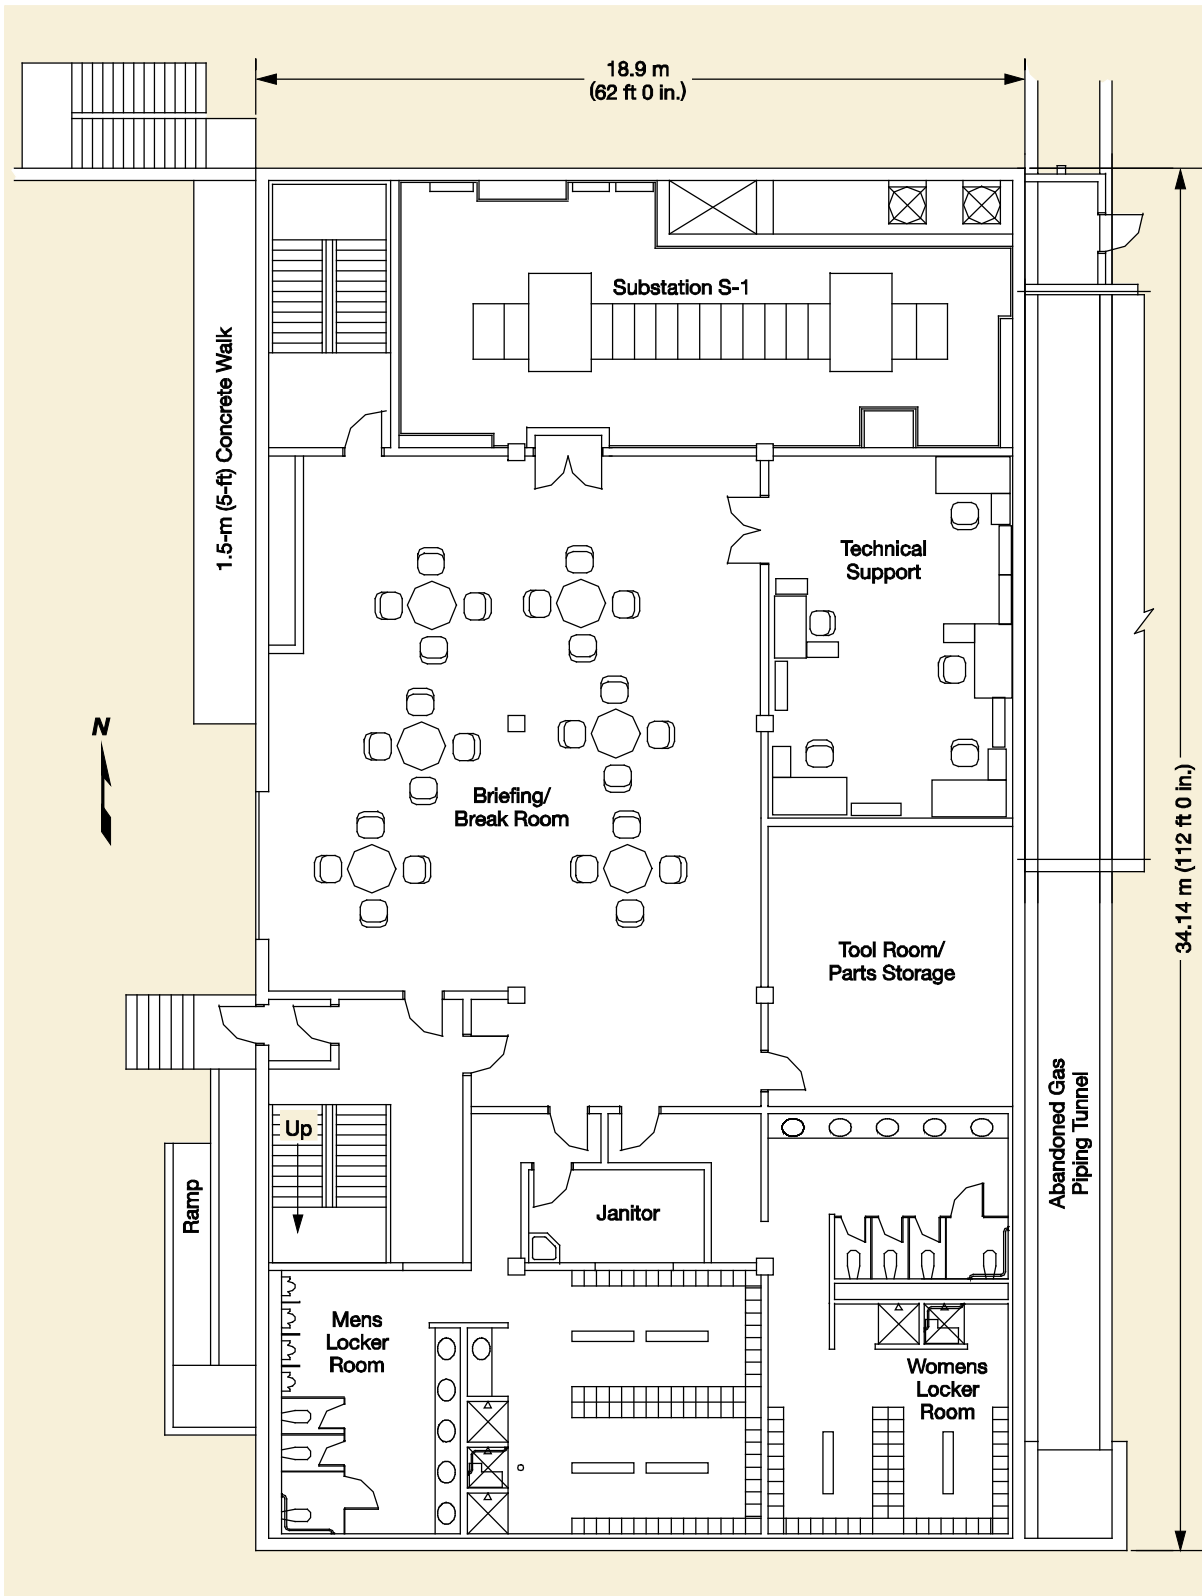 18.9 m
(62 ft 0 in.)
Substation S-1
1.5-m (5-ft) Concrete Walk
Technical
Support
N
Briefing/
Break Room
34.14 m (112 ft 0 in.)
Tool Room/
Parts Storage
Abandoned Gas
Piping Tunnel
Up
Ramp
Janitor
Mens
Locker
Room
Womens
Locker
Room